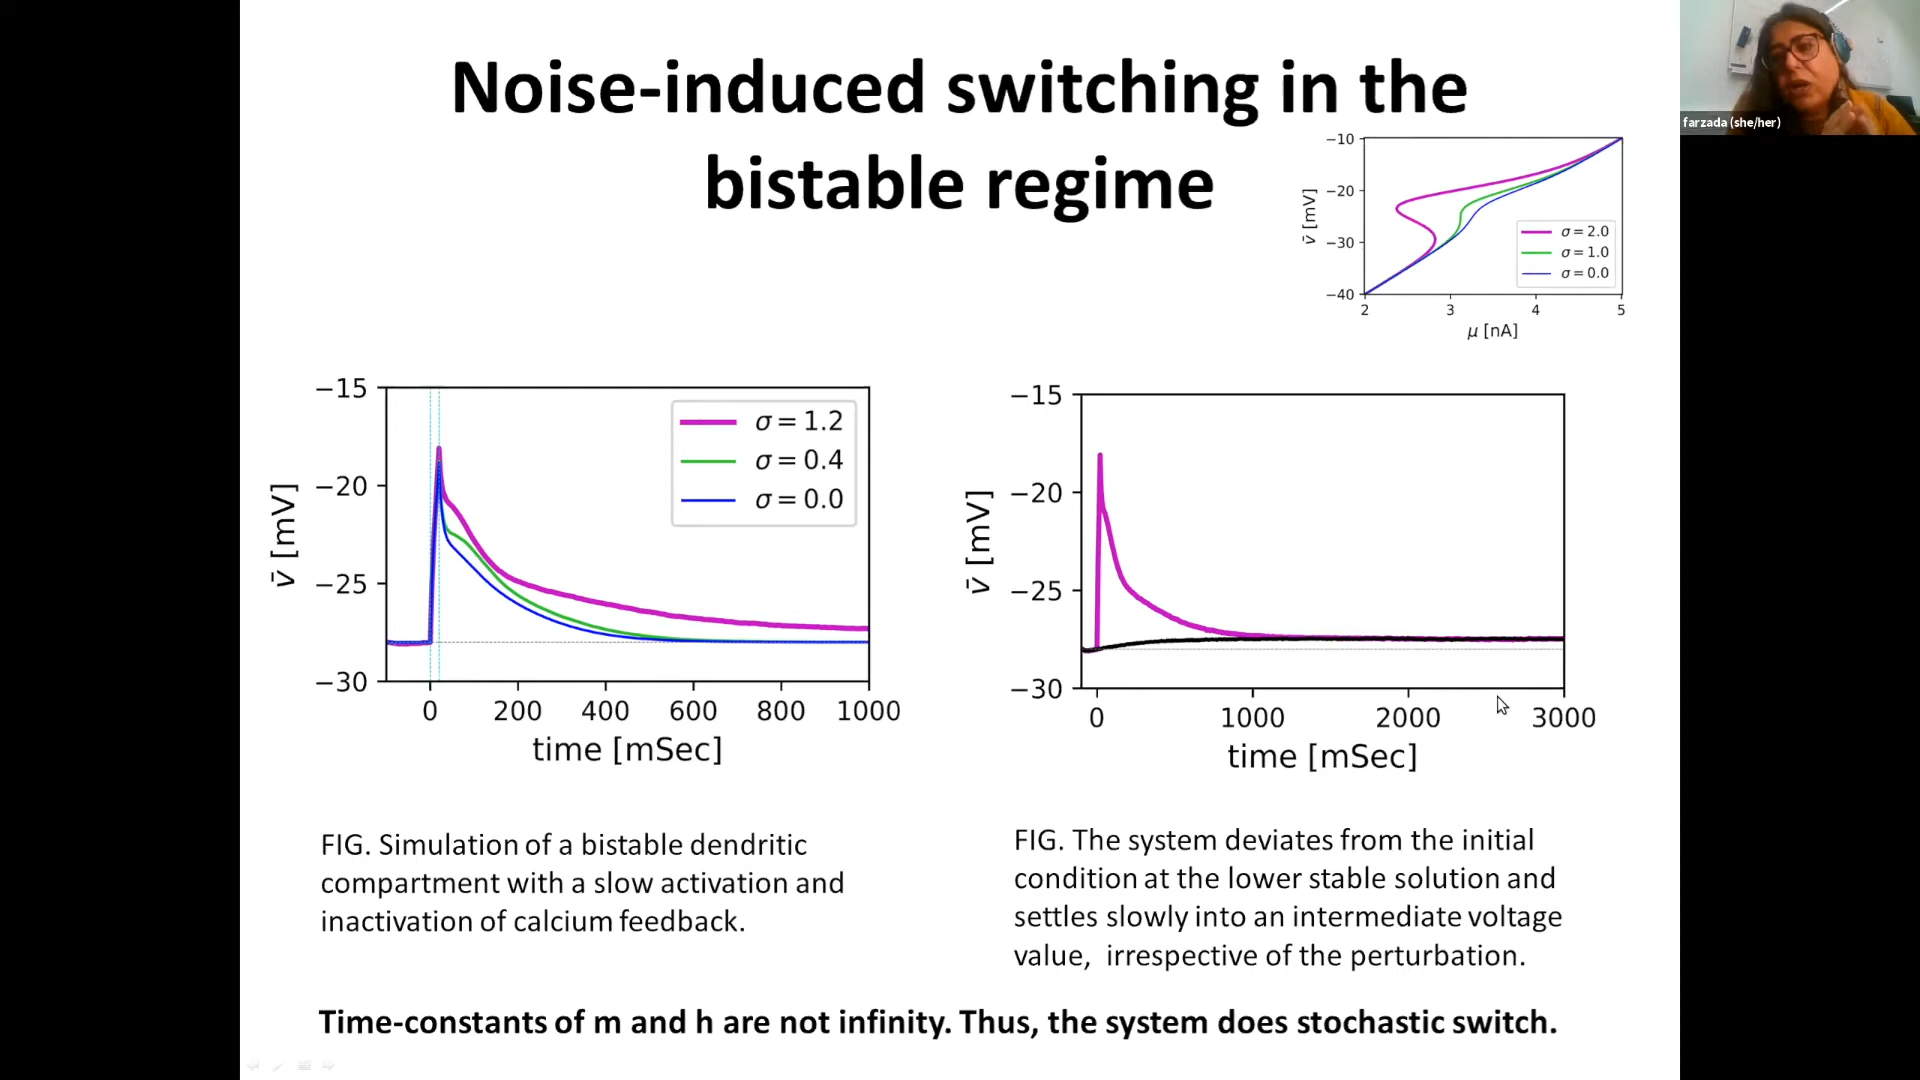 Noise-induced switching in the
bistable regime
farzada (she/her)
−10
−20
−30
−40
v̄ [mV]
σ = 2.0
σ = 1.0
σ = 0.0
2 3 4 5
μ [nA]
−15
−20
−25
−30
v̄ [mV]
σ = 1.2
σ = 0.4
σ = 0.0
0 200 400 600 800 1000
time [mSec]
−15
−20
−25
−30
v̄ [mV]
0 1000 2000 3000
time [mSec]
FIG. Simulation of a bistable dendritic
compartment with a slow activation and
inactivation of calcium feedback.
FIG. The system deviates from the initial
condition at the lower stable solution and
settles slowly into an intermediate voltage
value, irrespective of the perturbation.
Time-constants of m and h are not infinity. Thus, the system does stochastic switch.